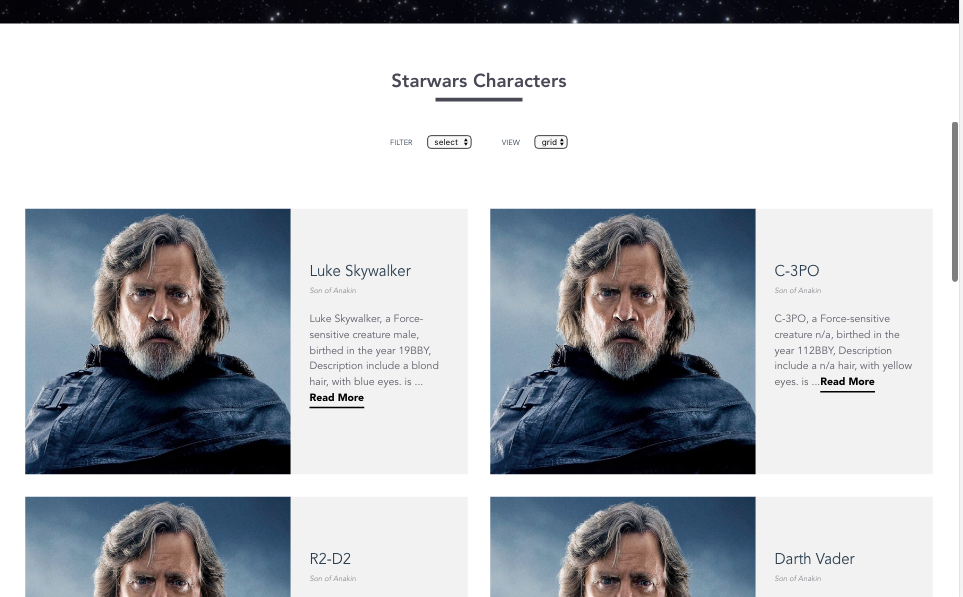 Starwars Characters
FILTER select VIEW grid
Luke Skywalker
Son of Anakin
Luke Skywalker, a Force-
sensitive creature male,
birthed in the year 19BBY,
Description include a blond
hair, with blue eyes. is ...
Read More
C-3PO
Son of Anakin
C-3PO, a Force-sensitive
creature n/a, birthed in the
year 112BBY, Description
include a n/a hair, with yellow
eyes. is ...Read More
R2-D2
Son of Anakin
Darth Vader
Son of Anakin